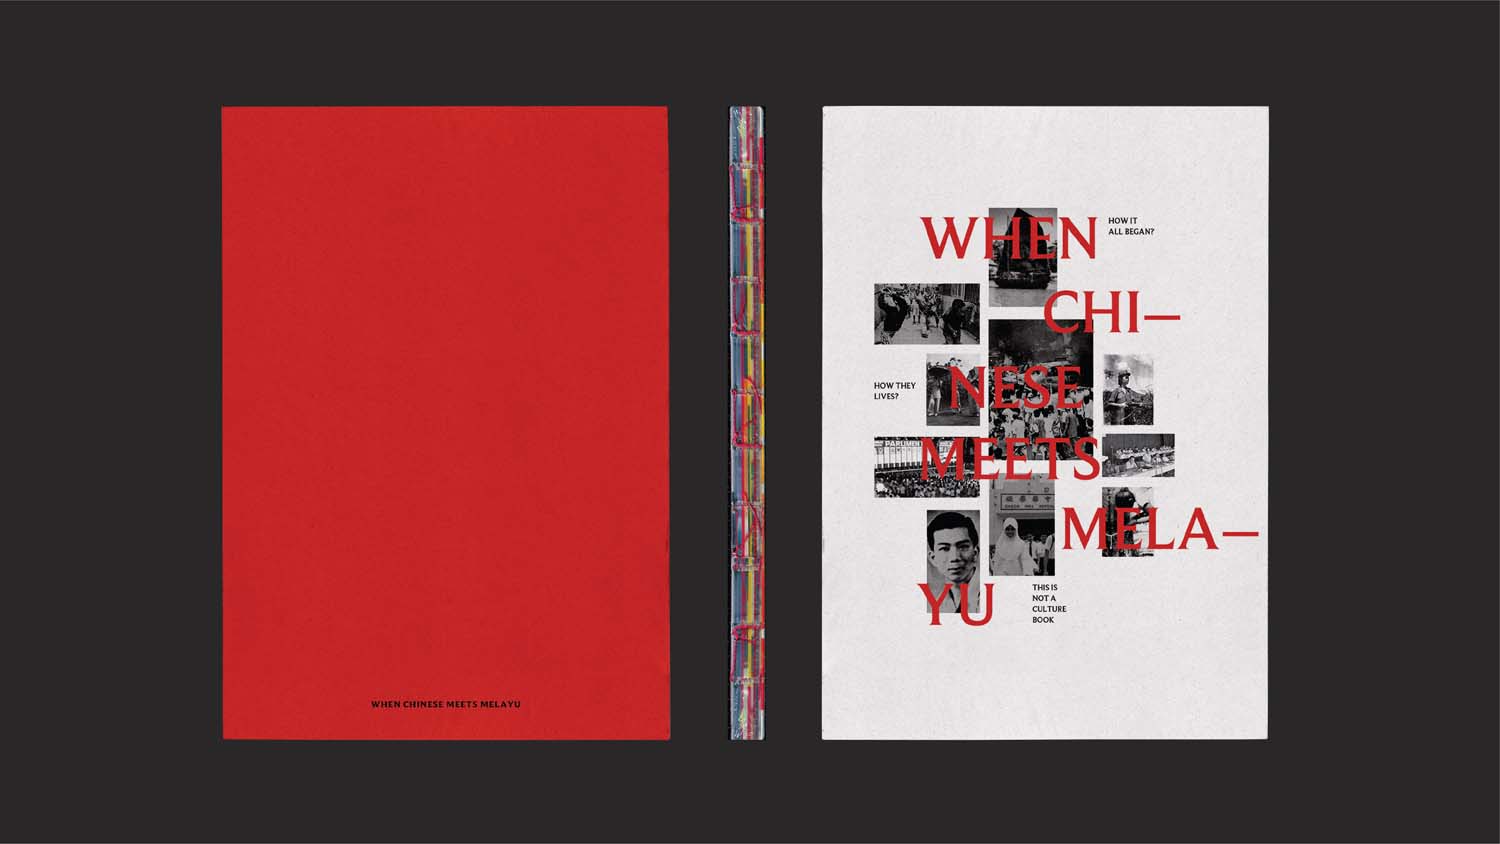 WHEN CHINESE MEETS MELAYU
WHEN
HOW IT
ALL BEGAN?
CHI—
NESE
HOW THEY
LIVES?
MEETS
PARLIMEN
MELA—
YU
THIS IS
NOT A
CULTURE
BOOK